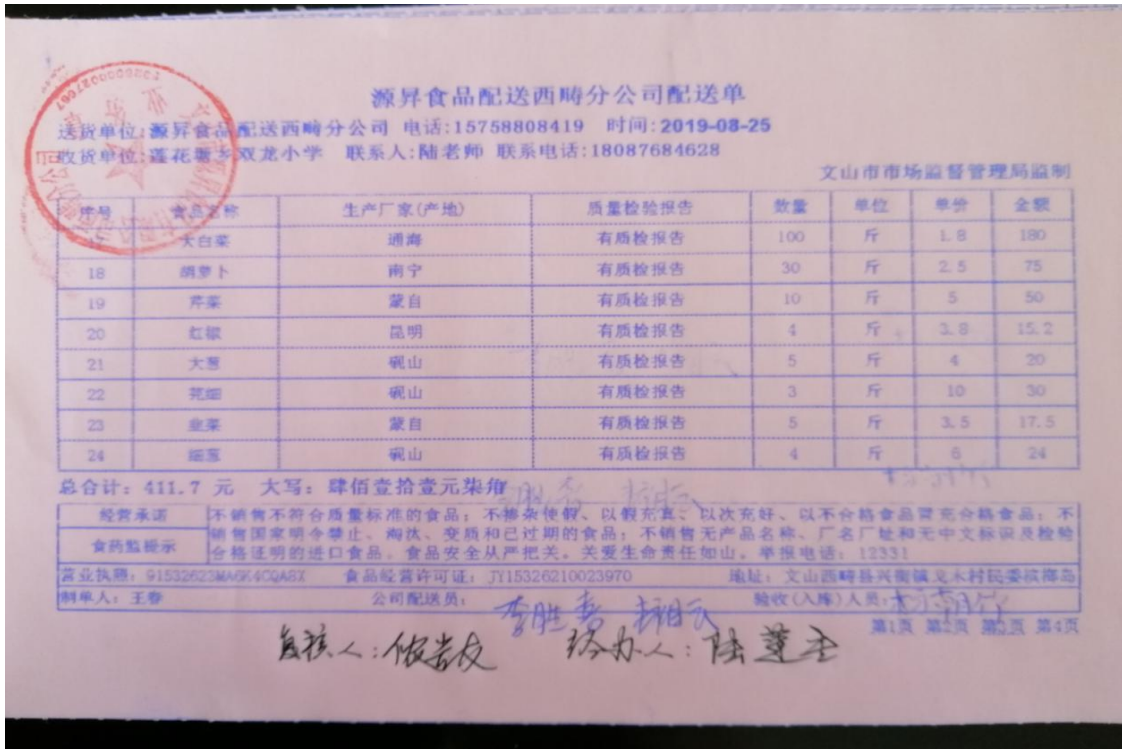 源昇食品配送西畴分公司配送单
送货单位:源昇食品配送西畴分公司 电话:15758808419 时间:2019-08-25
收货单位:莲花塘乡双龙小学 联系人:陆老师 联系电话:18087684628
文山市市场监督管理局监制
序号 食品名称 生产厂家(产地) 质量检验报告 数量 单位 单价 金额
17 大白菜 通海 有质检报告 100 斤 1.8 180
18 胡萝卜 南宁 有质检报告 30 斤 2.5 75
19 芹菜 蒙自 有质检报告 10 斤 5 50
20 红椒 昆明 有质检报告 4 斤 3.8 15.2
21 大葱 砚山 有质检报告 5 斤 4 20
22 芫荽 砚山 有质检报告 3 斤 10 30
23 韭菜 蒙自 有质检报告 5 斤 3.5 17.5
24 细葱 砚山 有质检报告 4 斤 6 24
总合计: 411.7 元 大写: 肆佰壹拾壹元柒角
经营承诺 不销售不符合质量标准的食品; 不掺杂使假、以假充真、以次充好、以不合格食品冒充合格食品; 不
销售国家明令禁止、淘汰、变质和已过期的食品; 不销售无产品名称、厂名厂址和无中文标识及检验
食药监提示 合格证明的进口食品。食品安全从严把关。关爱生命责任如山。举报电话: 12331
营业执照: 91532623MA6K4CQA8X 食品经营许可证: JY15326210023970 地址: 文山西畴县兴街镇戈木村民委
制单人: 王春 公司配送员: 验收(入库)人员:
第1页 第2页 第3页 第4页
复核人: 经办人: 陆莲圭